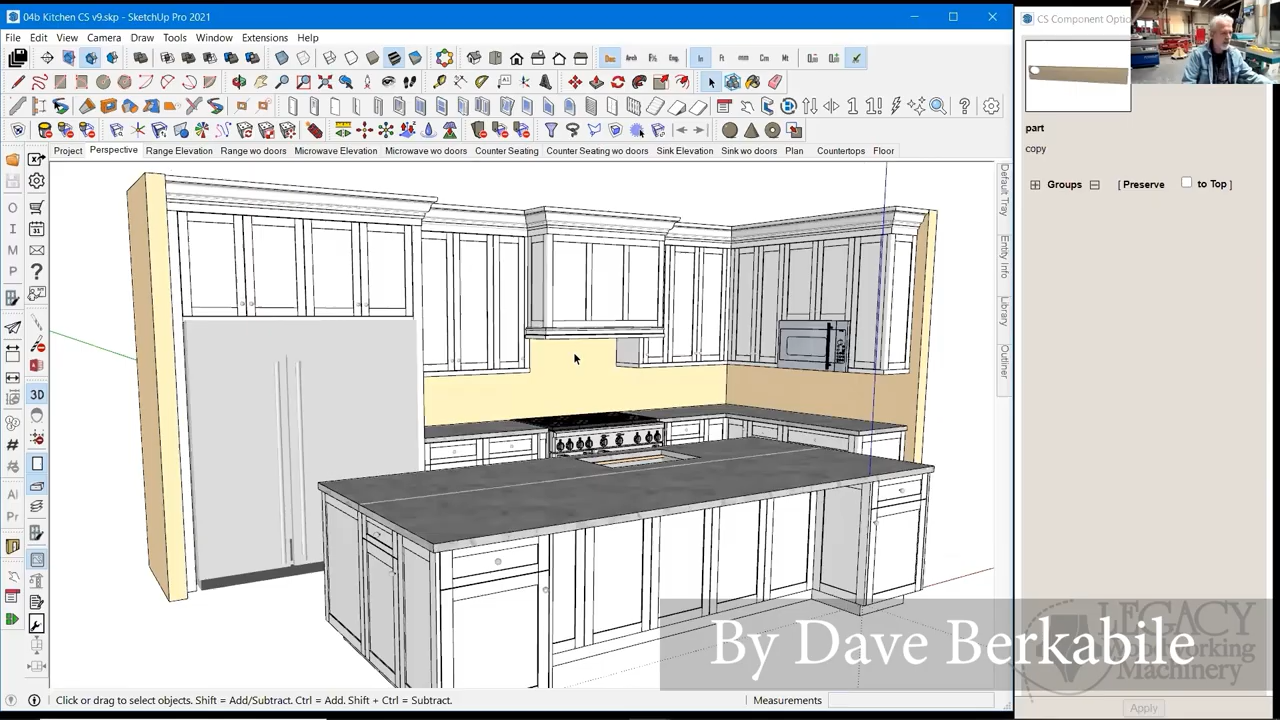 04b Kitchen CS v9.skp - SketchUp Pro 2021
CS Component Optio
File Edit View Camera Draw Tools Window Extensions Help
Project Perspective Range Elevation Range wo doors Microwave Elevation Microwave wo doors Counter Seating Counter Seating wo doors Sink Elevation Sink wo doors Plan Countertops Floor
part
copy
Groups [ Preserve to Top ]
Default Tray
Entity Info
Library
Outliner
3D
By Dave Berkabile
LEGACY
Woodworking
Machinery
Click or drag to select objects. Shift = Add/Subtract. Ctrl = Add. Shift + Ctrl = Subtract.
Measurements
Apply